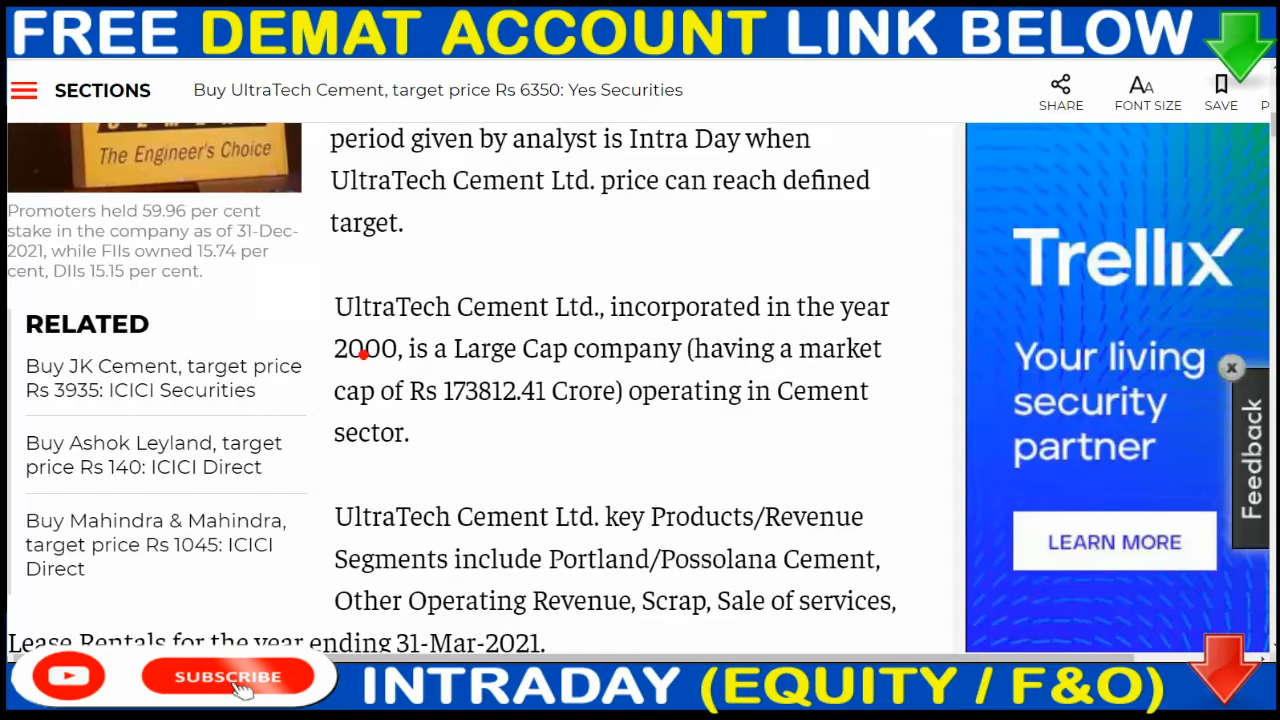 FREE DEMAT ACCOUNT LINK BELOW
SECTIONS
Buy UltraTech Cement, target price Rs 6350: Yes Securities
SHARE
FONT SIZE
SAVE
P
The Engineer's Choice
Promoters held 59.96 per cent
stake in the company as of 31-Dec-
2021, while FIIs owned 15.74 per
cent, DIIs 15.15 per cent.
RELATED
Buy JK Cement, target price
Rs 3935: ICICI Securities
Buy Ashok Leyland, target
price Rs 140: ICICI Direct
Buy Mahindra & Mahindra,
target price Rs 1045: ICICI
Direct
period given by analyst is Intra Day when
UltraTech Cement Ltd. price can reach defined
target.
UltraTech Cement Ltd., incorporated in the year
2000, is a Large Cap company (having a market
cap of Rs 173812.41 Crore) operating in Cement
sector.
UltraTech Cement Ltd. key Products/Revenue
Segments include Portland/Possolana Cement,
Other Operating Revenue, Scrap, Sale of services,
Lease Rentals for the year ending 31-Mar-2021.
Trellix
Your living
security
partner
LEARN MORE
x
Feedback
SUBSCRIBE
INTRADAY (EQUITY / F&O)